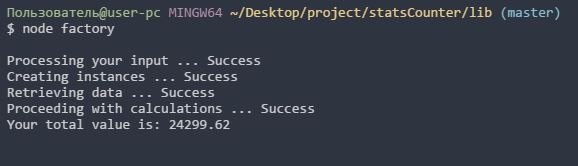 Пользователь@user-pc MINGW64 ~/Desktop/project/statsCounter/lib (master)
$ node factory
Processing your input ... Success
Creating instances ... Success
Retrieving data ... Success
Proceeding with calculations ... Success
Your total value is: 24299.62